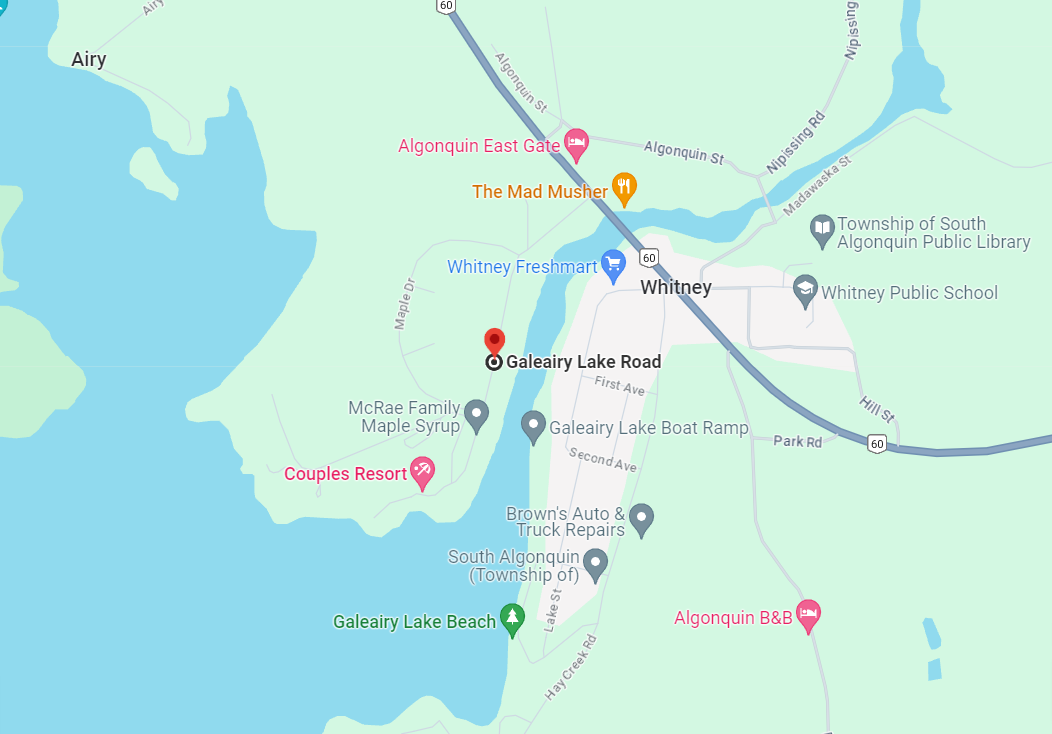 60
Airy
Airy
Algonquin St
Nipissing
Algonquin East Gate
Algonquin St
Nipissing Rd
The Mad Musher
Madawaska St
Township of South
Algonquin Public Library
Whitney Freshmart
60
Whitney
Whitney Public School
Maple Dr
Galeairy Lake Road
First Ave
McRae Family
Maple Syrup
Hill St
Galeairy Lake Boat Ramp
Park Rd
60
Couples Resort
Second Ave
Brown's Auto &
Truck Repairs
South Algonquin
(Township of)
Lake St
Galeairy Lake Beach
Algonquin B&B
Hay Creek Rd